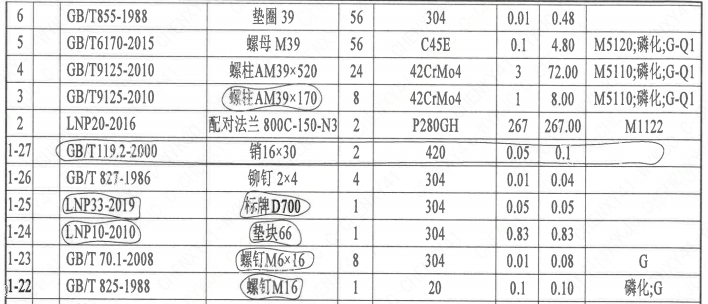 6 GB/T855-1988 垫圈 39 56 304 0.01 0.48
5 GB/T6170-2015 螺母 M39 56 C45E 0.1 4.80 M5120;磷化;G-Q1
4 GB/T9125-2010 螺柱AM39×520 24 42CrMo4 3 72.00 M5110;磷化;G-Q1
3 GB/T9125-2010 螺柱AM39×170 8 42CrMo4 1 8.00 M5110;磷化;G-Q1
2 LNP20-2016 配对法兰 800C-150-N3 2 P280GH 267 267.00 M1122
1-27 GB/T119.2-2000 销16×30 2 420 0.05 0.1
1-26 GB/T 827-1986 铆钉 2×4 4 304 0.01 0.04
1-25 LNP33-2019 标牌D700 1 304 0.05 0.05
1-24 LNP10-2010 垫块66 1 304 0.83 0.83
1-23 GB/T 70.1-2008 螺钉M6×16 8 304 0.01 0.08 G
1-22 GB/T 825-1988 螺钉M16 1 20 0.1 0.10 磷化;G